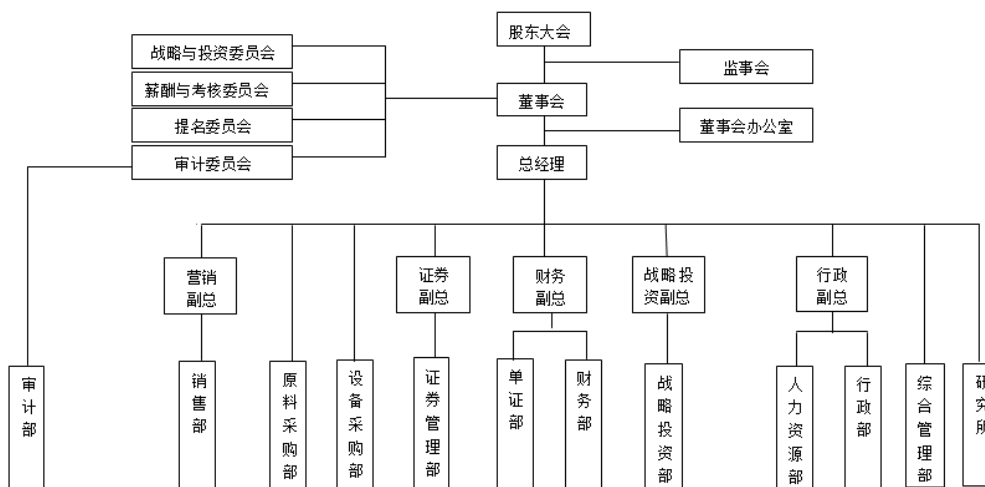 股东大会
战略与投资委员会
监事会
薪酬与考核委员会
董事会
提名委员会
董事会办公室
审计委员会
总经理
营销
副总
证券
副总
财务
副总
战略投
资副总
行政
副总
审计部
销售部
原料采购部
设备采购部
证券管理部
单证部
财务部
战略投资部
人力资源部
行政部
综合管理部
研究所